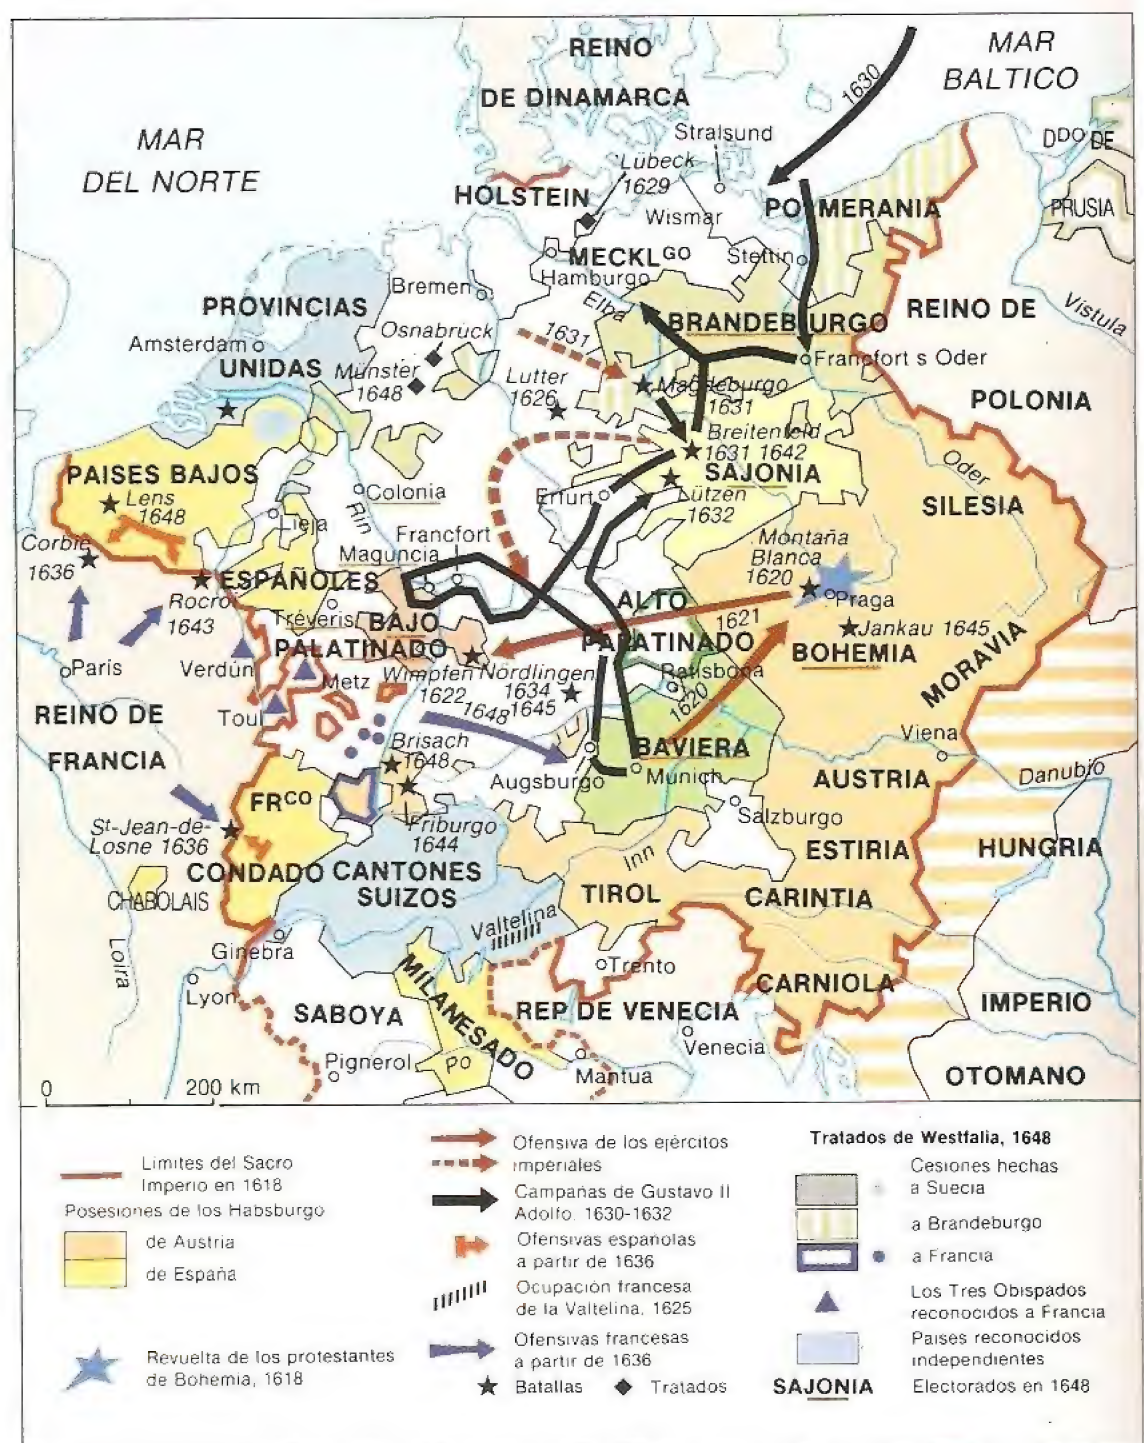 REINO
DE DINAMARCA
MAR
BALTICO
1630
MAR
DEL NORTE
Stralsund
DDO DE
PRUSIA
Lübeck
1629
HOLSTEIN
Wismar
POMERANIA
MECKLGO
Stettino
Hamburgo
Bremen
Elba
PROVINCIAS
UNIDAS
Amsterdam
Osnabrück
Münster
1648
1631
BRANDEBURGO
Francfort s Oder
REINO DE
POLONIA
Vistula
Lutter
1626
Magdeburgo
1631
Breitenfeld
1631 1642
SAJONIA
Oder
PAISES BAJOS
Lens
1648
Colonia
Rin
Erfurt
Lützen
1632
SILESIA
Lieja
Corbie
1636
Francfort
Maguncia
Montaña
Blanca
1620
ESPAÑOLES
Rocroi
1643
Tréveris
BAJO
PALATINADO
ALTO
PALATINADO
1621
Praga
Jankau 1645
BOHEMIA
MORAVIA
Paris
Verdún
Metz
Wimpfen
1622
Nördlingen
1634
1645
Ratisbona
1620
Toul
1648
REINO DE
FRANCIA
Brisach
1648
BAVIERA
Viena
Augsburgo
Munich
AUSTRIA
Danubio
FRCO
CONDADO
Salzburgo
St-Jean-de-
Losne 1636
Friburgo
1644
Inn
ESTIRIA
HUNGRIA
CHABOLAIS
CANTONES
SUIZOS
TIROL
CARINTIA
Valtelina
Loira
Ginebra
Trento
Lyon
MILANESADO
CARNIOLA
IMPERIO
OTOMANO
SABOYA
REP DE VENECIA
Venecia
Pignerol
Po
Mantua
0 200 km
Limites del Sacro
Imperio en 1618
Posesiones de los Habsburgo
de Austria
de España
Revuelta de los protestantes
de Bohemia, 1618
Ofensiva de los ejércitos
imperiales
Campañas de Gustavo II
Adolfo, 1630-1632
Ofensivas españolas
a partir de 1636
Ocupación francesa
de la Valtelina, 1625
Ofensivas francesas
a partir de 1636
Batallas Tratados
Tratados de Westfalia, 1648
Cesiones hechas
a Suecia
a Brandeburgo
a Francia
Los Tres Obispados
reconocidos a Francia
Paises reconocidos
independientes
SAJONIA Electorados en 1648